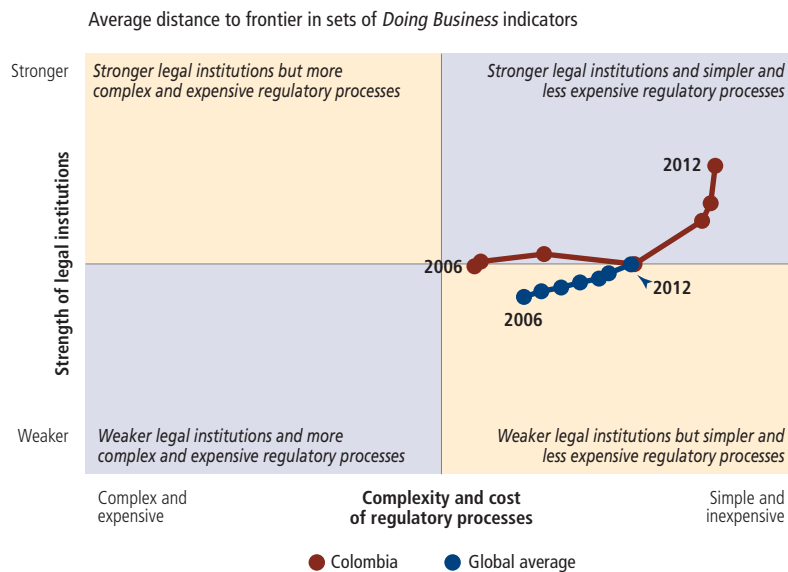 Average distance to frontier in sets of Doing Business indicators
Stronger
Stronger legal institutions but more
complex and expensive regulatory processes
Stronger legal institutions and simpler and
less expensive regulatory processes
Strength of legal institutions
2012
2006
2012
2006
Weaker
Weaker legal institutions and more
complex and expensive regulatory processes
Weaker legal institutions but simpler and
less expensive regulatory processes
Complex and
expensive
Complexity and cost
of regulatory processes
Simple and
inexpensive
Colombia
Global average